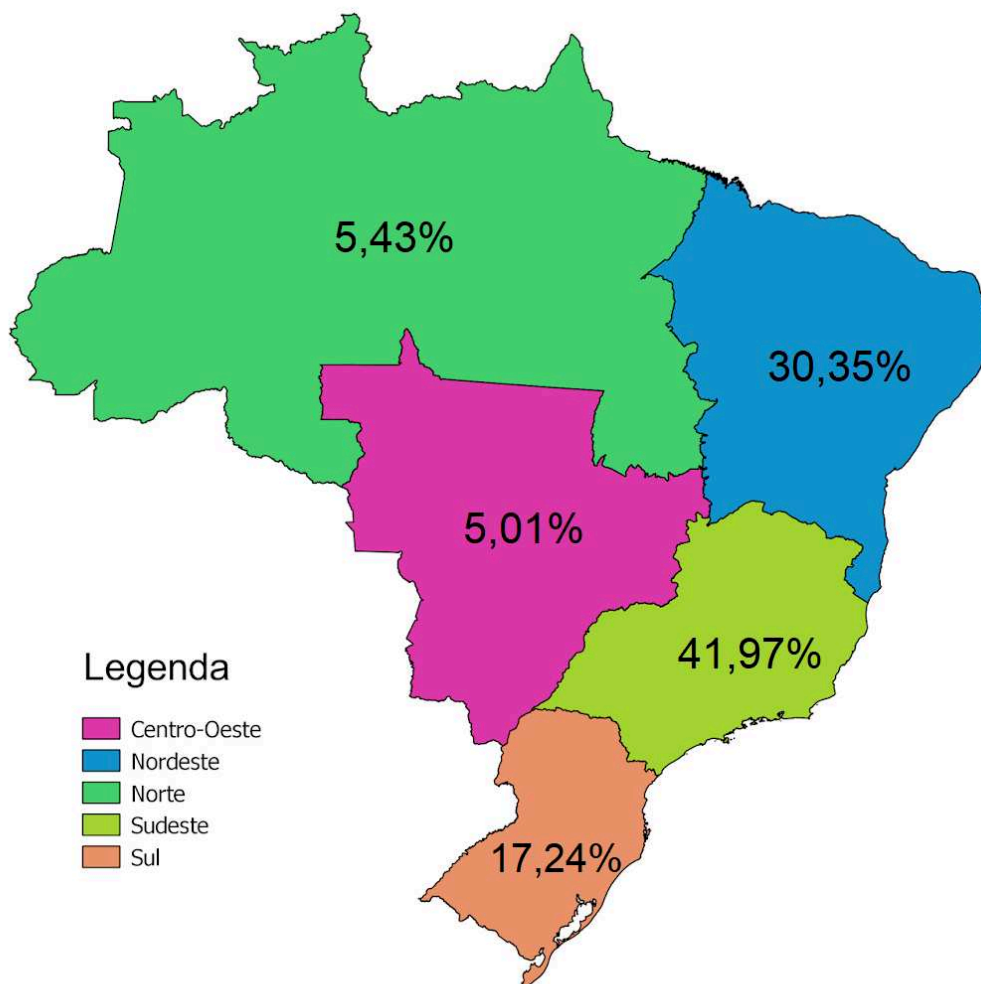 5,43%
30,35%
5,01%
41,97%
Legenda
Centro-Oeste
Nordeste
Norte
Sudeste
Sul
17,24%